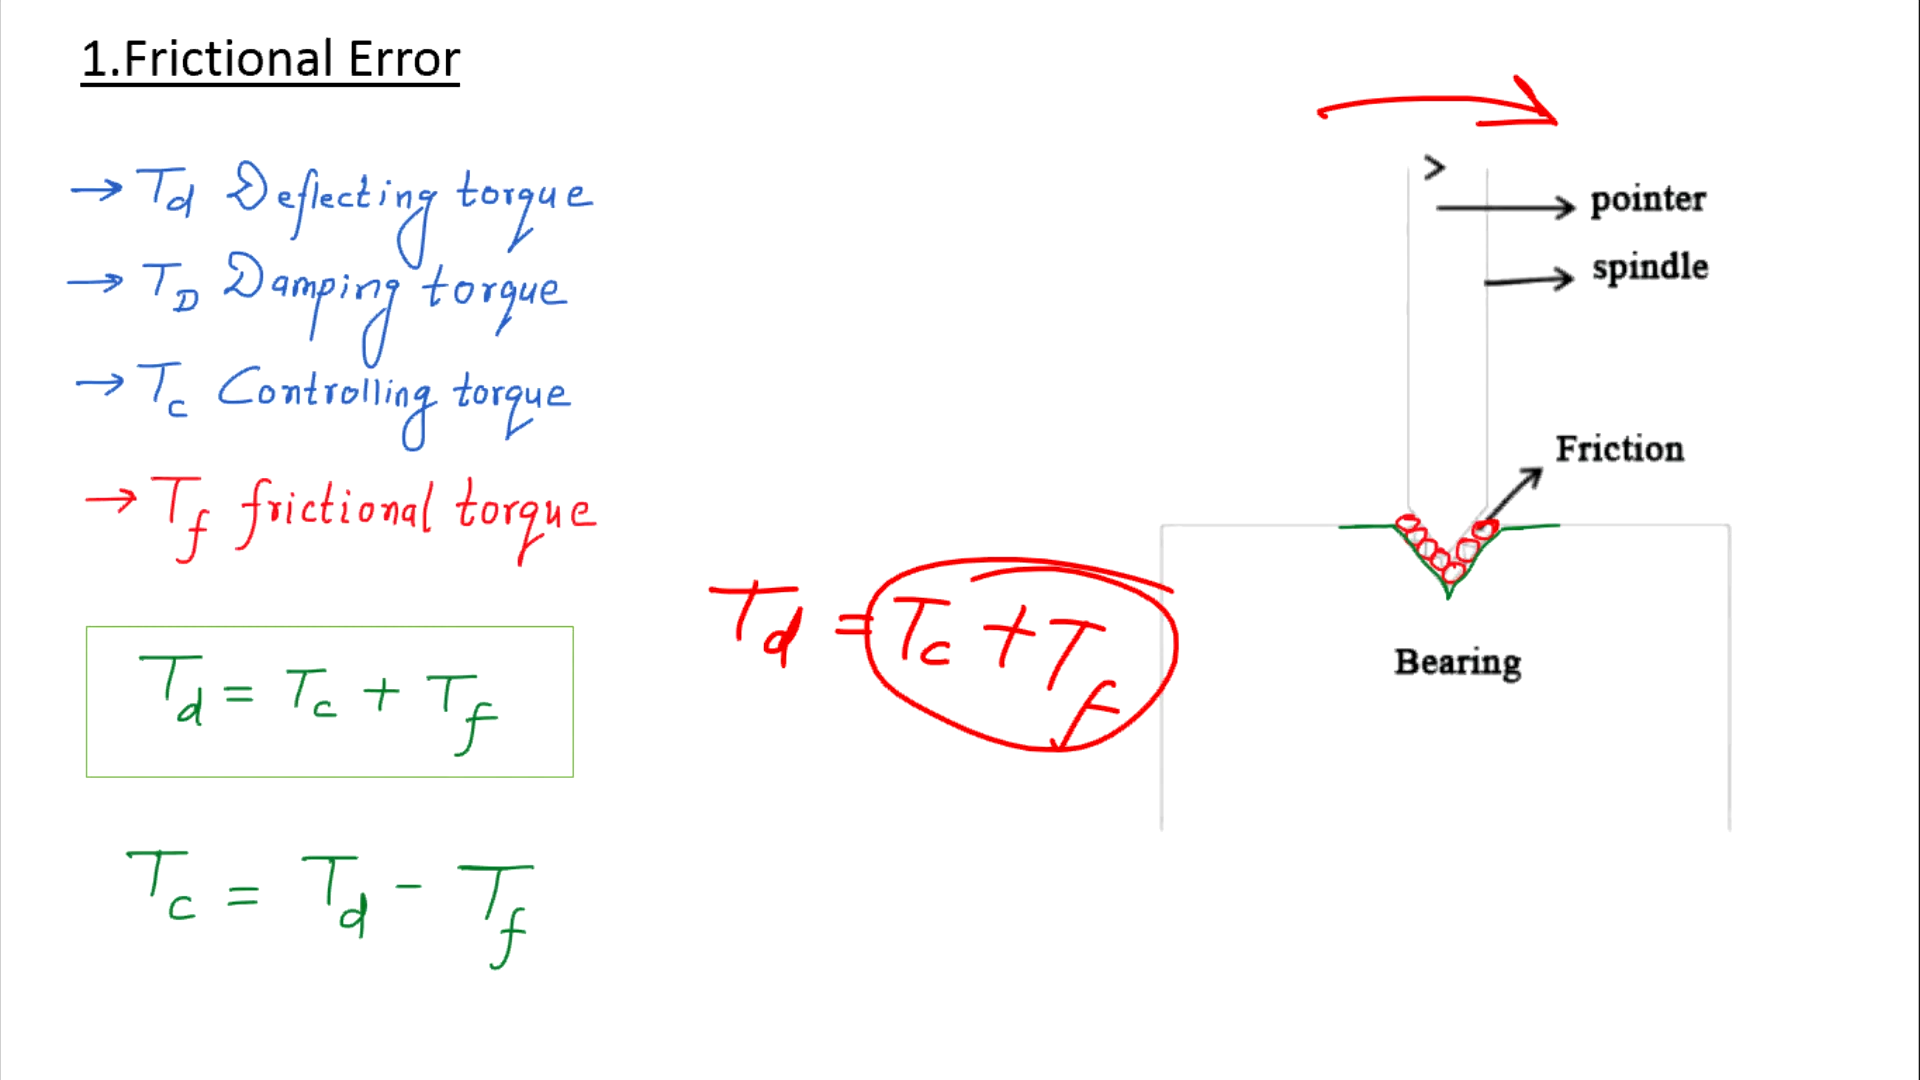 1.Frictional Error
→ Td Deflecting torque
→ TD Damping torque
→ Tc Controlling torque
→ Tf frictional torque
Td = Tc + Tf
Tc = Td - Tf
Td = Tc + Tf
>
pointer
spindle
Friction
Bearing